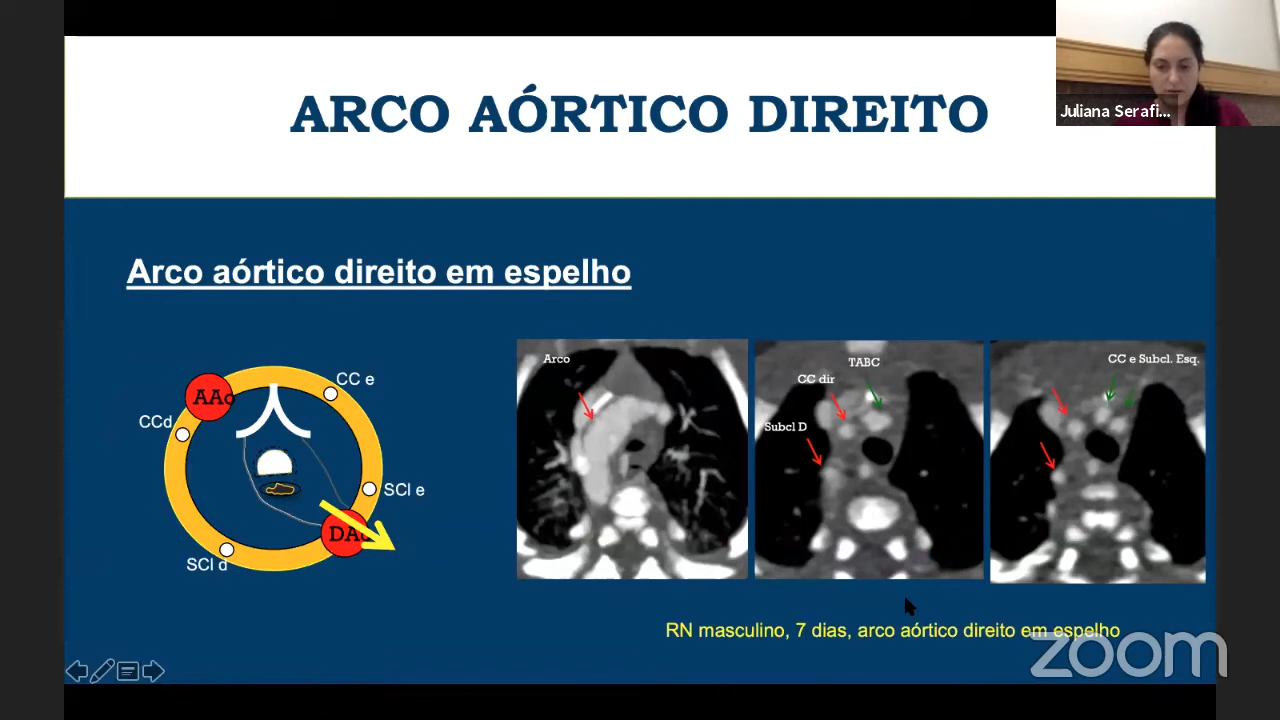 ARCO AÓRTICO DIREITO
Juliana Serafi...
Arco aórtico direito em espelho
AAo
CC e
CCd
SCl e
DAo
SCl d
Arco
TABC
CC dir
Subcl D
CC e Subcl. Esq.
RN masculino, 7 dias, arco aórtico direito em espelho
zoom